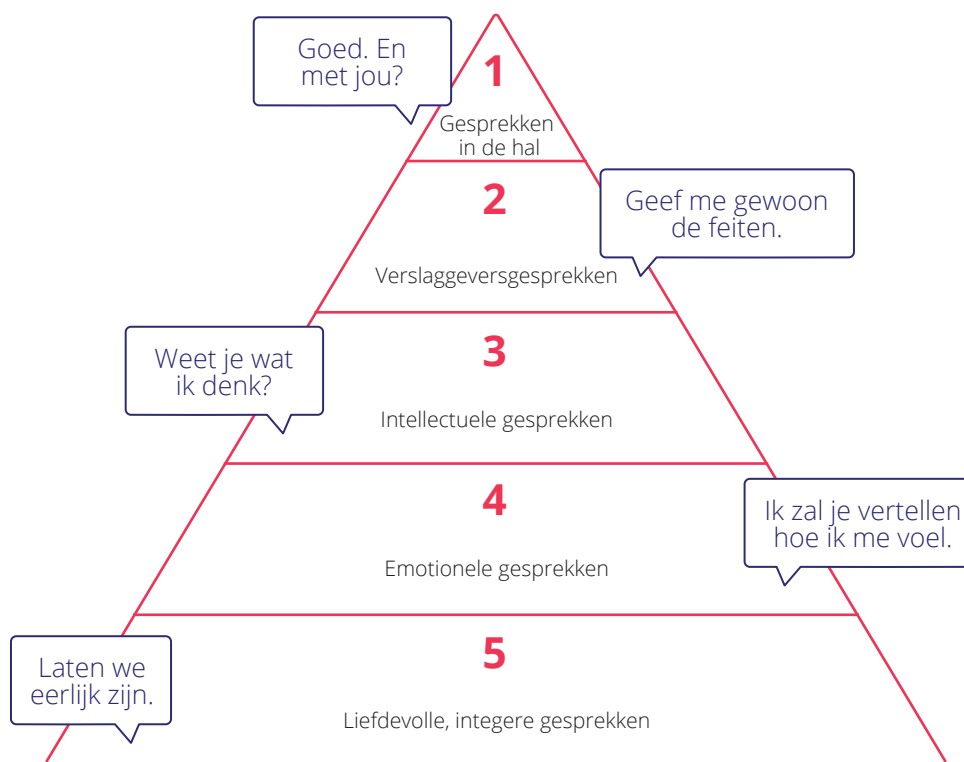 Goed. En
met jou?
1
Gesprekken
in de hal
2
Geef me gewoon
de feiten.
Verslaggeversgesprekken
Weet je wat
ik denk?
3
Intellectuele gesprekken
4
Ik zal je vertellen
hoe ik me voel.
Emotionele gesprekken
Laten we
eerlijk zijn.
5
Liefdevolle, integere gesprekken